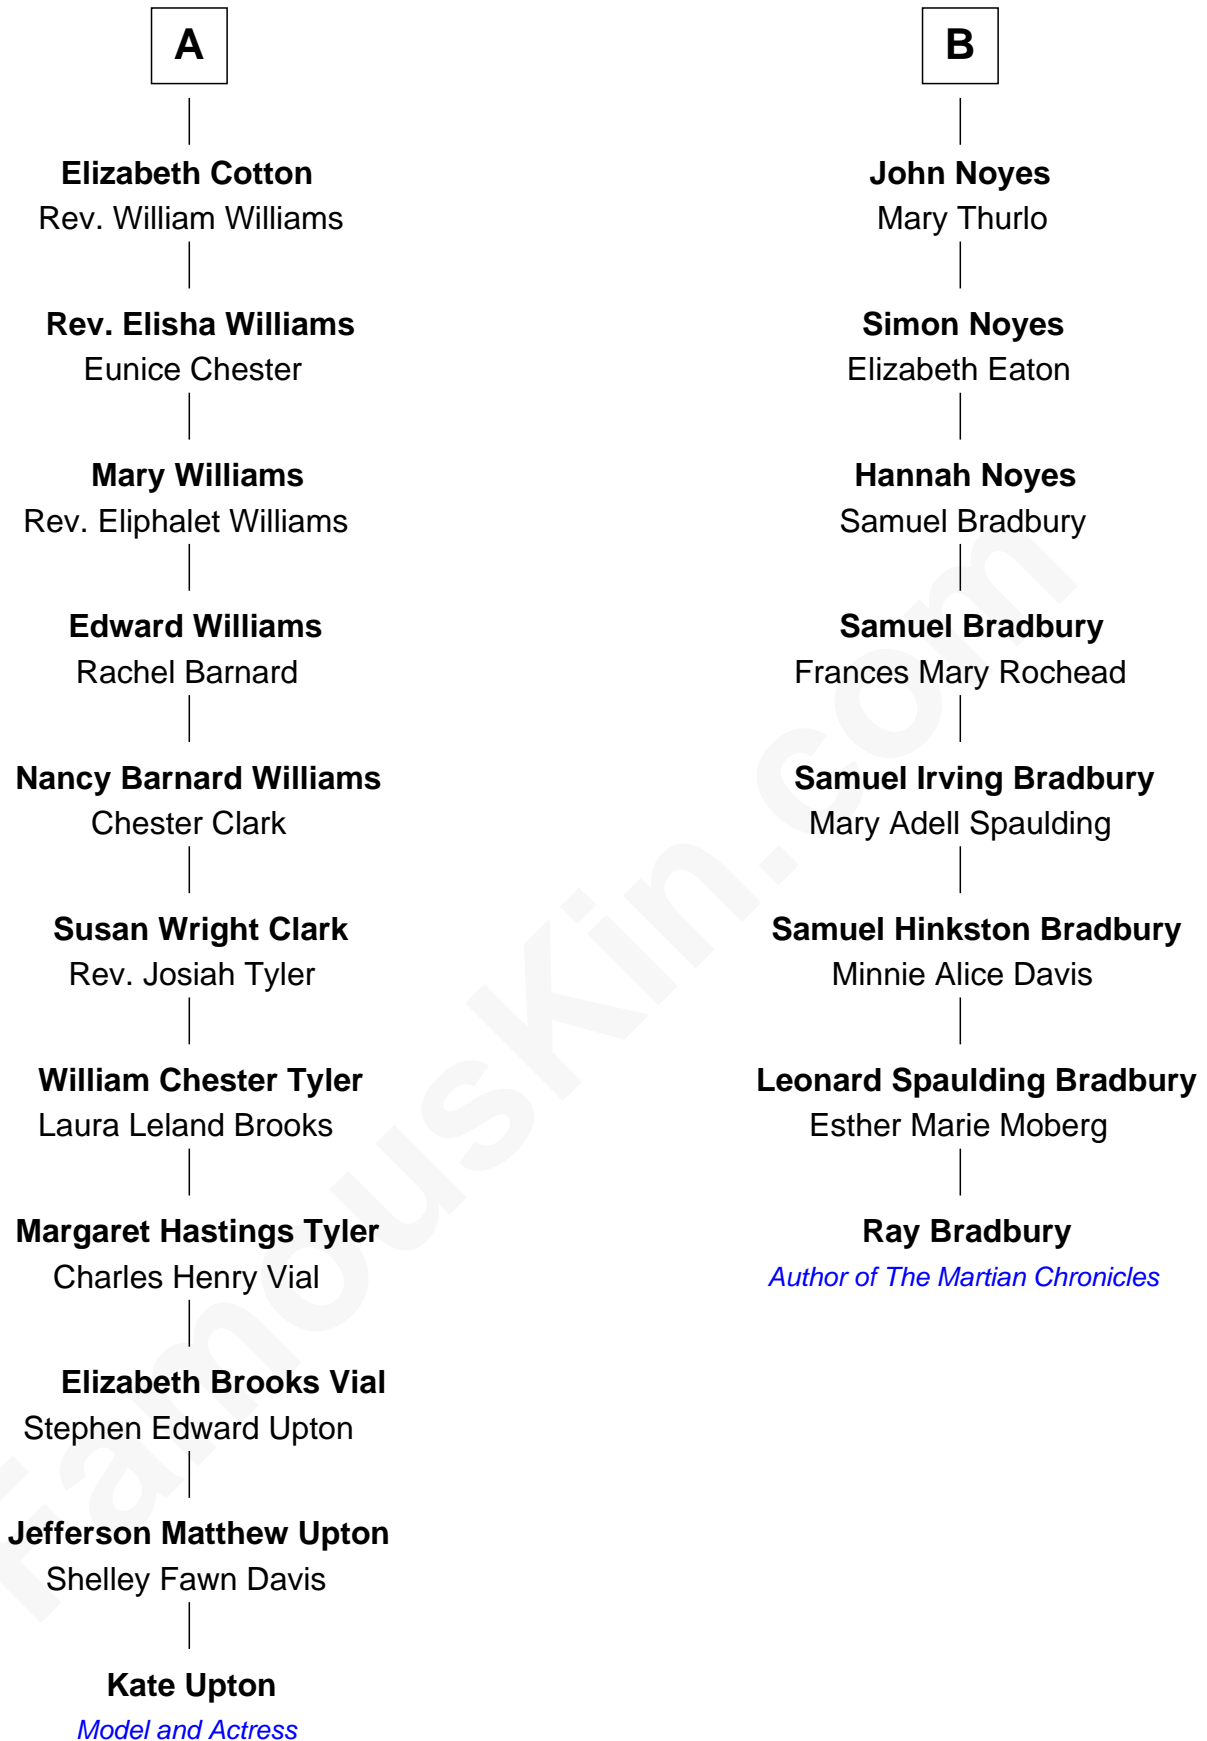 A
Elizabeth Cotton
Rev. William Williams
Rev. Elisha Williams
Eunice Chester
Mary Williams
Rev. Eliphalet Williams
Edward Williams
Rachel Barnard
Nancy Barnard Williams
Chester Clark
Susan Wright Clark
Rev. Josiah Tyler
William Chester Tyler
Laura Leland Brooks
Margaret Hastings Tyler
Charles Henry Vial
Elizabeth Brooks Vial
Stephen Edward Upton
Jefferson Matthew Upton
Shelley Fawn Davis
Kate Upton
Model and Actress
B
John Noyes
Mary Thurlo
Simon Noyes
Elizabeth Eaton
Hannah Noyes
Samuel Bradbury
Samuel Bradbury
Frances Mary Rochead
Samuel Irving Bradbury
Mary Adell Spaulding
Samuel Hinkston Bradbury
Minnie Alice Davis
Leonard Spaulding Bradbury
Esther Marie Moberg
Ray Bradbury
Author of The Martian Chronicles
FamousKin.com